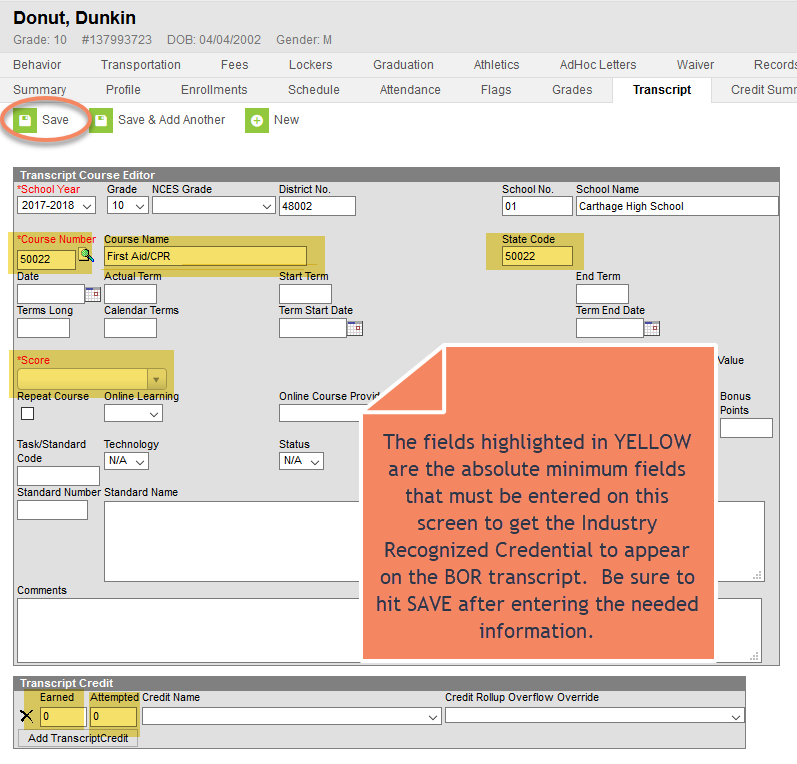 Donut, Dunkin
Grade: 10 #137993723 DOB: 04/04/2002 Gender: M
Behavior Transportation Fees Lockers Graduation Athletics AdHoc Letters Waiver Records
Summary Profile Enrollments Schedule Attendance Flags Grades Transcript Credit Summ
Save Save & Add Another New
Transcript Course Editor
*School Year Grade NCES Grade District No. School No. School Name
2017-2018 10 48002 01 Carthage High School
*Course Number Course Name State Code
50022 First Aid/CPR 50022
Date Actual Term Start Term End Term
Terms Long Calendar Terms Term Start Date Term End Date
*Score Value
Repeat Course Online Learning Online Course Provid Bonus
Points
Task/Standard Technology Status
Code N/A N/A
Standard Number Standard Name
Comments
The fields highlighted in YELLOW
are the absolute minimum fields
that must be entered on this
screen to get the Industry
Recognized Credential to appear
on the BOR transcript. Be sure to
hit SAVE after entering the needed
information.
Transcript Credit
Earned Attempted Credit Name Credit Rollup Overflow Override
X 0 0
Add TranscriptCredit